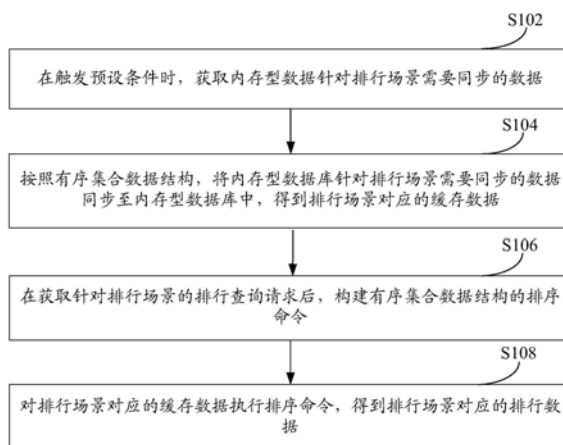 S102
在触发预设条件时，获取内存型数据针对排行场景需要同步的数据
S104
按照有序集合数据结构，将内存型数据库针对排行场景需要同步的数据
同步至内存型数据库中，得到排行场景对应的缓存数据
S106
在获取针对排行场景的排行查询请求后，构建有序集合数据结构的排序
命令
S108
对排行场景对应的缓存数据执行排序命令，得到排行场景对应的排行数
据